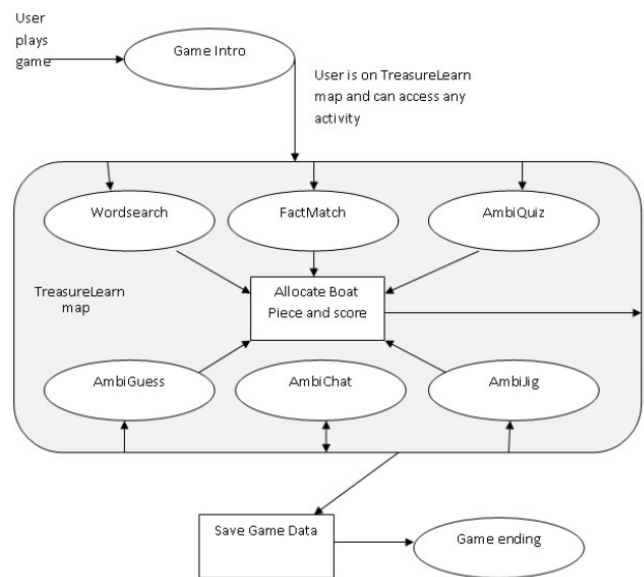 User
plays
game
Game Intro
User is on TreasureLearn
map and can access any
activity
Wordsearch
FactMatch
AmbiQuiz
TreasureLearn
map
Allocate Boat
Piece and score
AmbiGuess
AmbiChat
AmbiJig
Save Game Data
Game ending